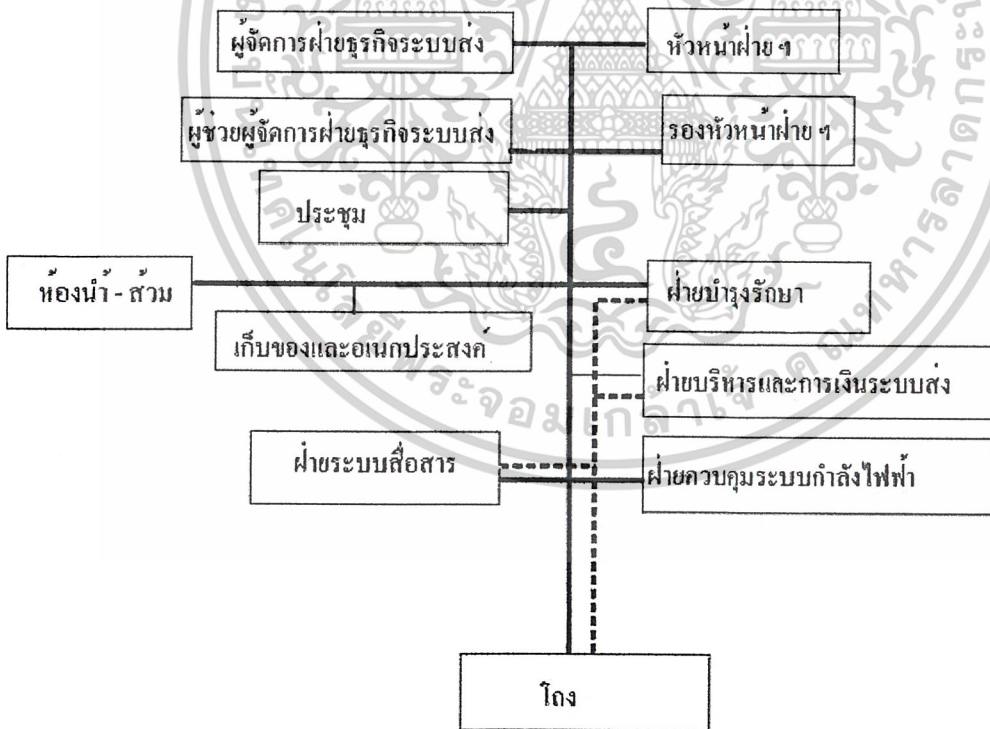 ผู้จัดการฝ่ายธุรกิจระบบส่ง
หัวหน้าฝ่าย ฯ
ผู้ช่วยผู้จัดการฝ่ายธุรกิจระบบส่ง
รองหัวหน้าฝ่าย ฯ
ประชุม
ห้องน้ำ - ส้วม
ฝ่ายบำรุงรักษา
เก็บของและอเนกประสงค์
ฝ่ายบริหารและการเงินระบบส่ง
ฝ่ายระบบสื่อสาร
ฝ่ายควบคุมระบบกำลังไฟฟ้า
โถง